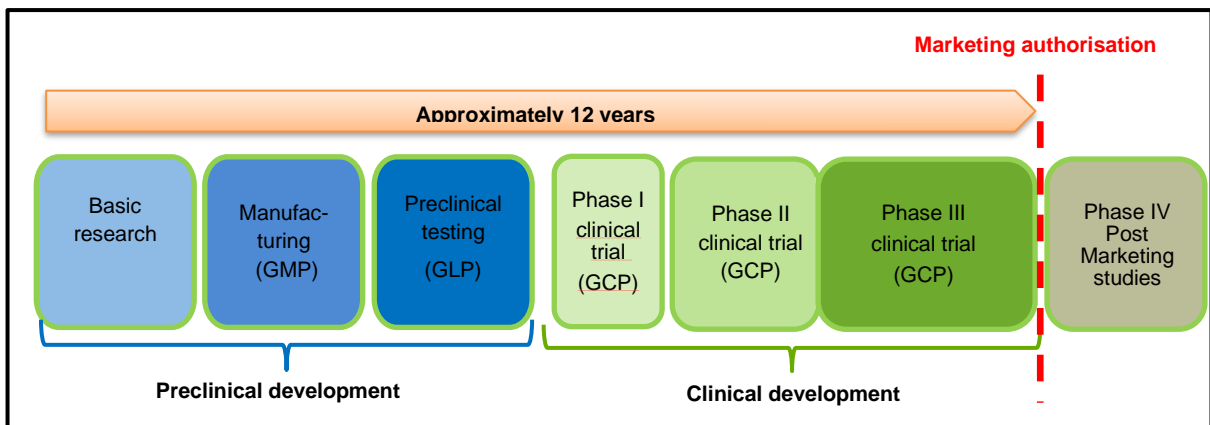 Marketing authorisation
Approximately 12 years
Basic
research
Manufac-
turing
(GMP)
Preclinical
testing
(GLP)
Phase I
clinical
trial
(GCP)
Phase II
clinical trial
(GCP)
Phase III
clinical trial
(GCP)
Phase IV
Post
Marketing
studies
Preclinical development
Clinical development